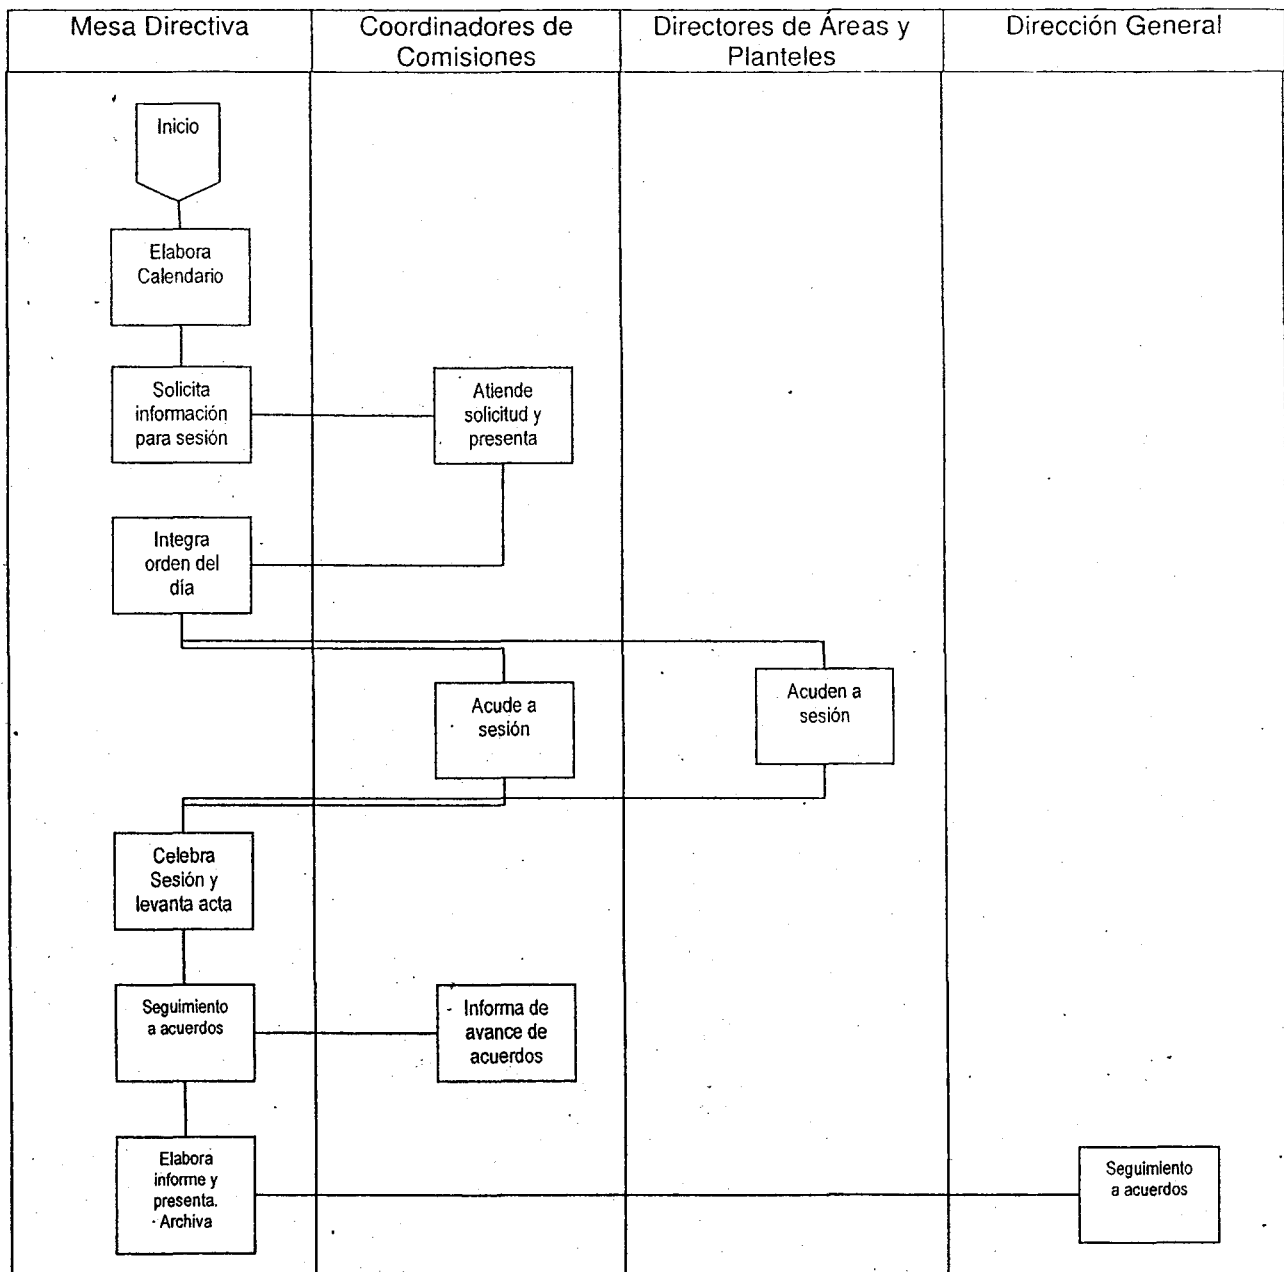 Mesa Directiva
Coordinadores de
Comisiones
Directores de Áreas y
Planteles
Dirección General
Inicio
Elabora
Calendario
Solicita
información
para sesión
Atiende
solicitud y
presenta
Integra
orden del
día
Acude a
sesión
Acuden a
sesión
Celebra
Sesión y
levanta acta
Seguimiento
a acuerdos
Informa de
avance de
acuerdos
Elabora
informe y
presenta.
Archiva
Seguimiento
a acuerdos